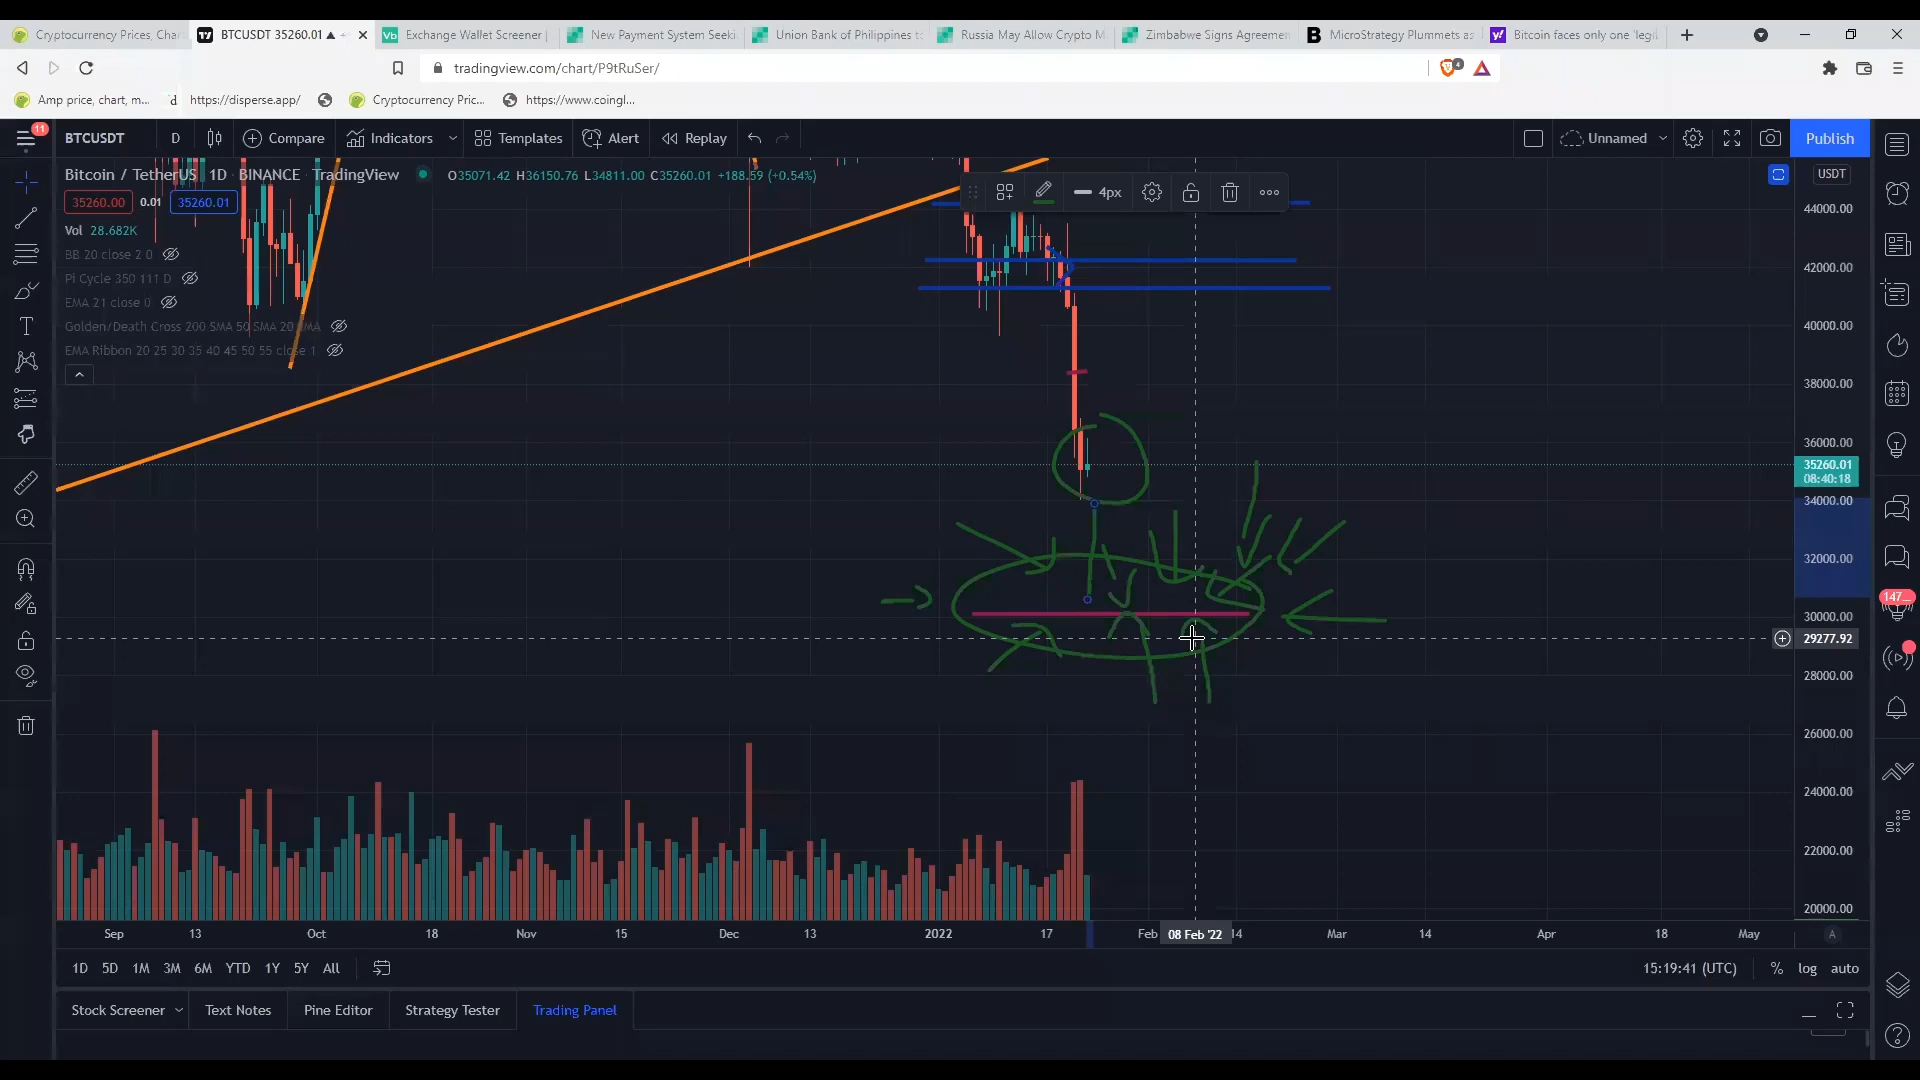 Cryptocurrency Prices, Cha
BTCUSDT 35260.01 ▲
Exchange Wallet Screener |
New Payment System Seeki
Union Bank of Philippines t
Russia May Allow Crypto M
Zimbabwe Signs Agreemen
MicroStrategy Plummets as
Bitcoin faces only one 'legi
tradingview.com/chart/P9tRuSer/
4
Amp price, chart, m...
https://disperse.app/
Cryptocurrency Pric...
https://www.coingl...
11
BTCUSDT
D
Compare
Indicators
Templates
Alert
Replay
Unnamed
Publish
Bitcoin / TetherUS 1D BINANCE TradingView
O35071.42 H36150.76 L34811.00 C35260.01 +188.59 (+0.54%)
35260.00 0.01 35260.01
Vol 28.682K
BB 20 close 2 0
Pi Cycle 350 111 D
EMA 21 close 0
Golden/Death Cross 200 SMA 50 SMA 20 EMA
EMA Ribbon 20 25 30 35 40 45 50 55 close 1
4px
USDT
44000.00
42000.00
40000.00
38000.00
36000.00
35260.01
08:40:18
34000.00
32000.00
30000.00
29277.92
28000.00
26000.00
24000.00
22000.00
20000.00
147...
Sep 13 Oct 18 Nov 15 Dec 13 2022 17 Feb 08 Feb '22 14 Mar 14 Apr 18 May
A
1D 5D 1M 3M 6M YTD 1Y 5Y All
15:19:41 (UTC) % log auto
Stock Screener
Text Notes
Pine Editor
Strategy Tester
Trading Panel